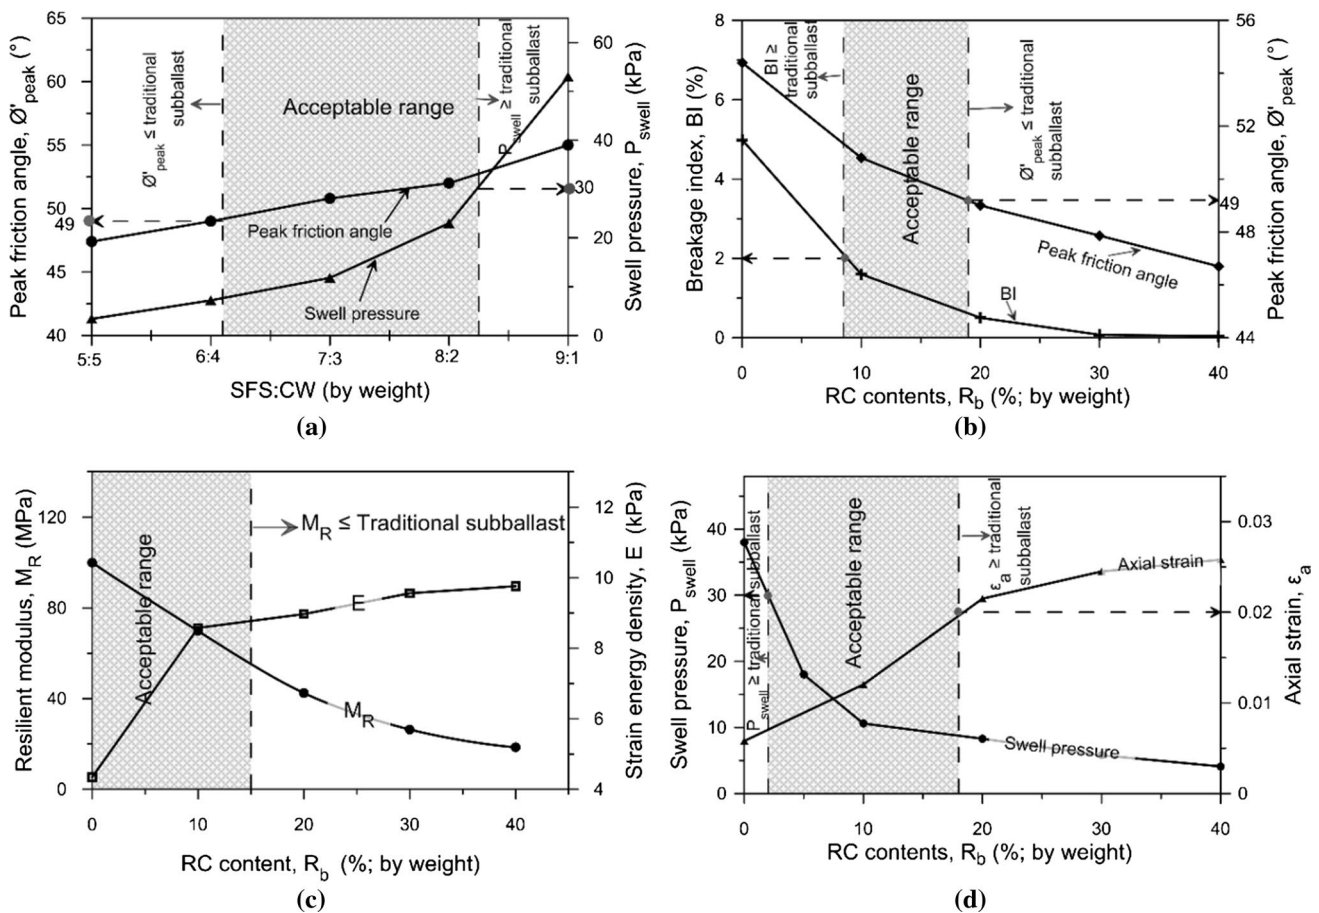 65
60
55
50
49
45
40
Peak friction angle, Ø'peak (°)
Ø'peak ≤ traditional
subballast
Acceptable range
Pswell ≥ traditional
subballast
Peak friction angle
Swell pressure
60
40
30
20
0
Swell pressure, Pswell (kPa)
5:5 6:4 7:3 8:2 9:1
SFS:CW (by weight)
(a)
8
6
4
2
0
Breakage index, BI (%)
BI ≥
traditional
subballast
Acceptable range
Ø'peak ≤ traditional
subballast
Peak friction angle
BI
56
52
49
48
44
Peak friction angle, Ø'peak (°)
0 10 20 30 40
RC contents, Rb (%; by weight)
(b)
120
80
40
0
Resilient modulus, MR (MPa)
Acceptable range
MR ≤ Traditional subballast
E
MR
12
10
8
6
4
Strain energy density, E (kPa)
0 10 20 30 40
RC content, Rb (%; by weight)
(c)
40
30
20
10
0
Swell pressure, Pswell (kPa)
Pswell ≥ traditional subballast
Acceptable range
εa ≥ traditional
subballast
Axial strain
Swell pressure
0.03
0.02
0.01
0
Axial strain, εa
0 10 20 30 40
RC contents, Rb (%; by weight)
(d)